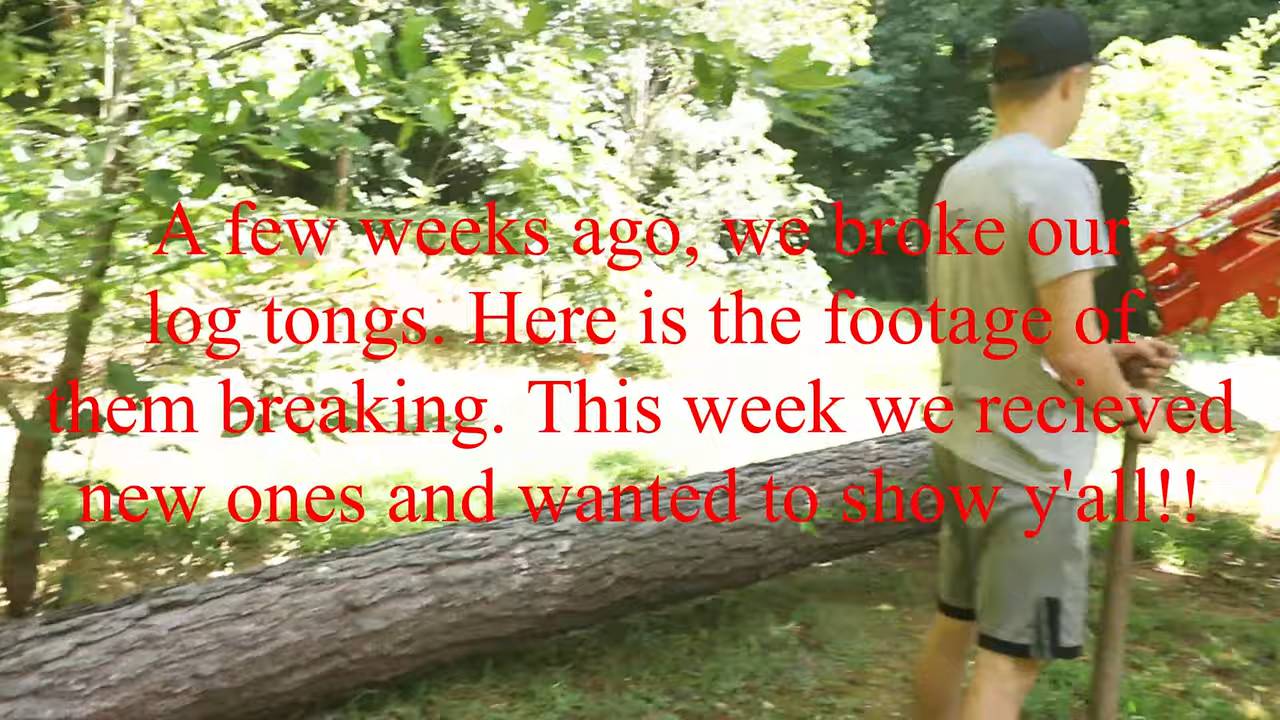 A few weeks ago, we broke our
log tongs. Here is the footage of
them breaking. This week we recieved
new ones and wanted to show y'all!!